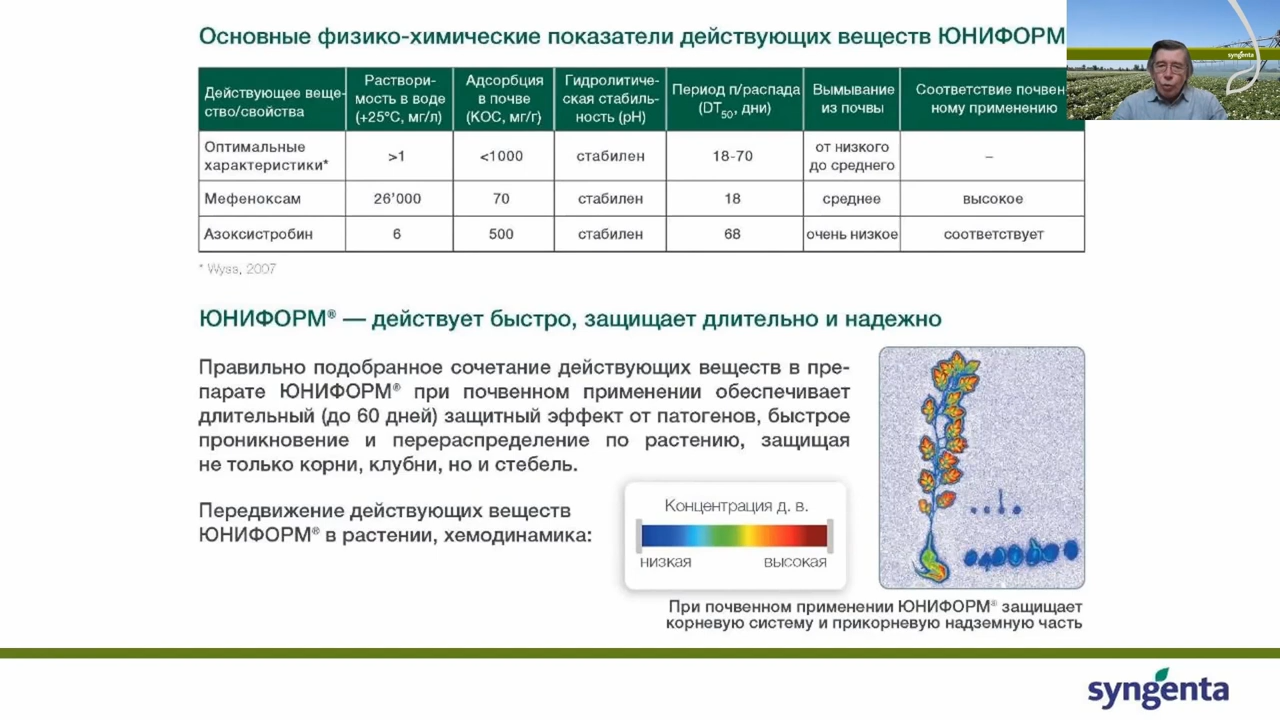 Основные физико-химические показатели действующих веществ ЮНИФОРМ
Действующее веще-
ство/свойства
Раствори-
мость в воде
(+25°C, мг/л)
Адсорбция
в почве
(КОС, мг/г)
Гидролитиче-
ская стабиль-
ность (pH)
Период п/распада
(DT50, дни)
Вымывание
из почвы
Соответствие почвен
ному применению
Оптимальные
характеристики*
>1
<1000
стабилен
18-70
от низкого
до среднего
–
Мефеноксам
26’000
70
стабилен
18
среднее
высокое
Азоксистробин
6
500
стабилен
68
очень низкое
соответствует
* Wyss, 2007
ЮНИФОРМ® — действует быстро, защищает длительно и надежно
Правильно подобранное сочетание действующих веществ в пре-
парате ЮНИФОРМ® при почвенном применении обеспечивает
длительный (до 60 дней) защитный эффект от патогенов, быстрое
проникновение и перераспределение по растению, защищая
не только корни, клубни, но и стебель.
Передвижение действующих веществ
ЮНИФОРМ® в растении, хемодинамика:
Концентрация д. в.
низкая
высокая
При почвенном применении ЮНИФОРМ® защищает
корневую систему и прикорневую надземную часть
syngenta
syngenta